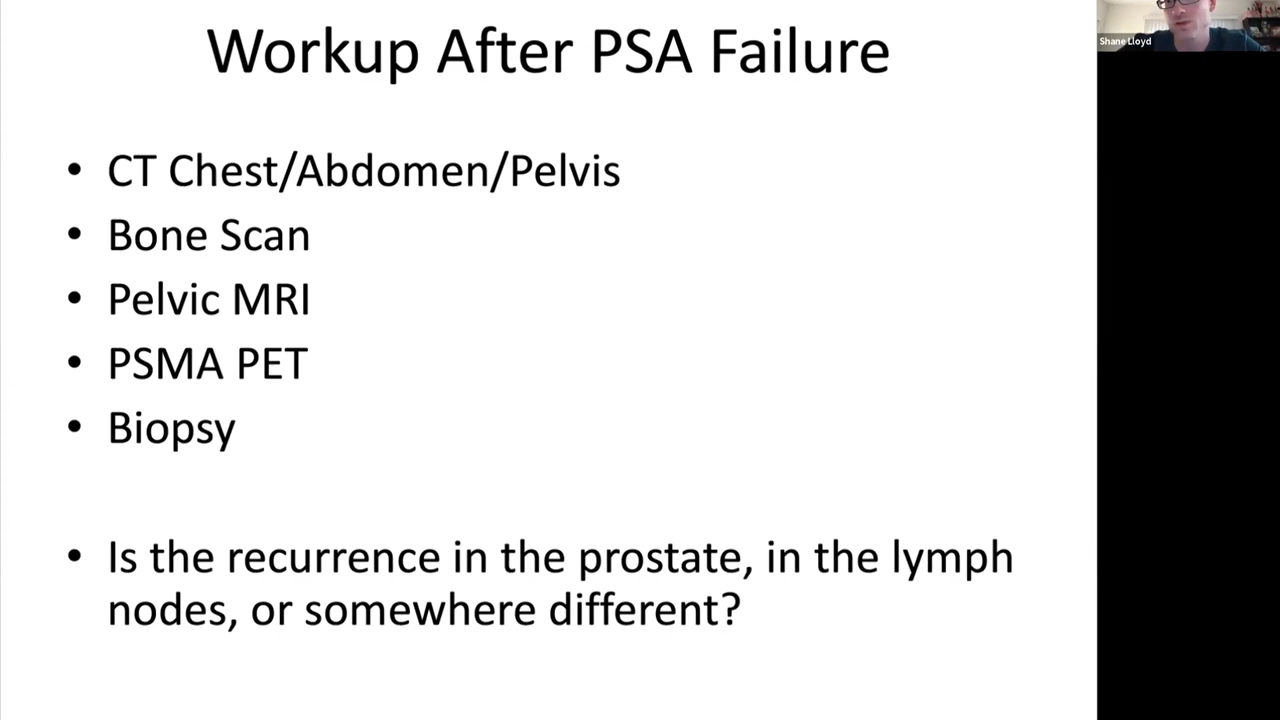 Workup After PSA Failure
Shane Lloyd
• CT Chest/Abdomen/Pelvis
• Bone Scan
• Pelvic MRI
• PSMA PET
• Biopsy
• Is the recurrence in the prostate, in the lymph
nodes, or somewhere different?